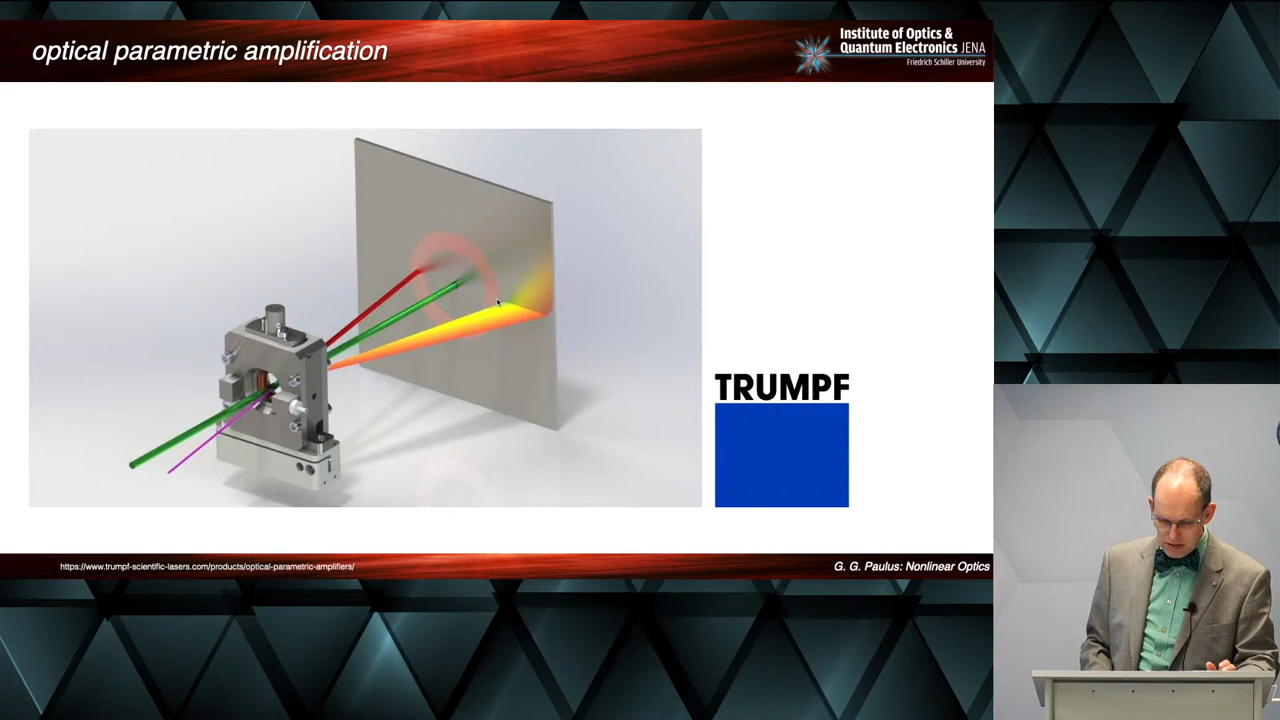 optical parametric amplification
Institute of Optics &
Quantum Electronics JENA
Friedrich Schiller University
TRUMPF
https://www.trumpf-scientific-lasers.com/products/optical-parametric-amplifiers/
G. G. Paulus: Nonlinear Optics